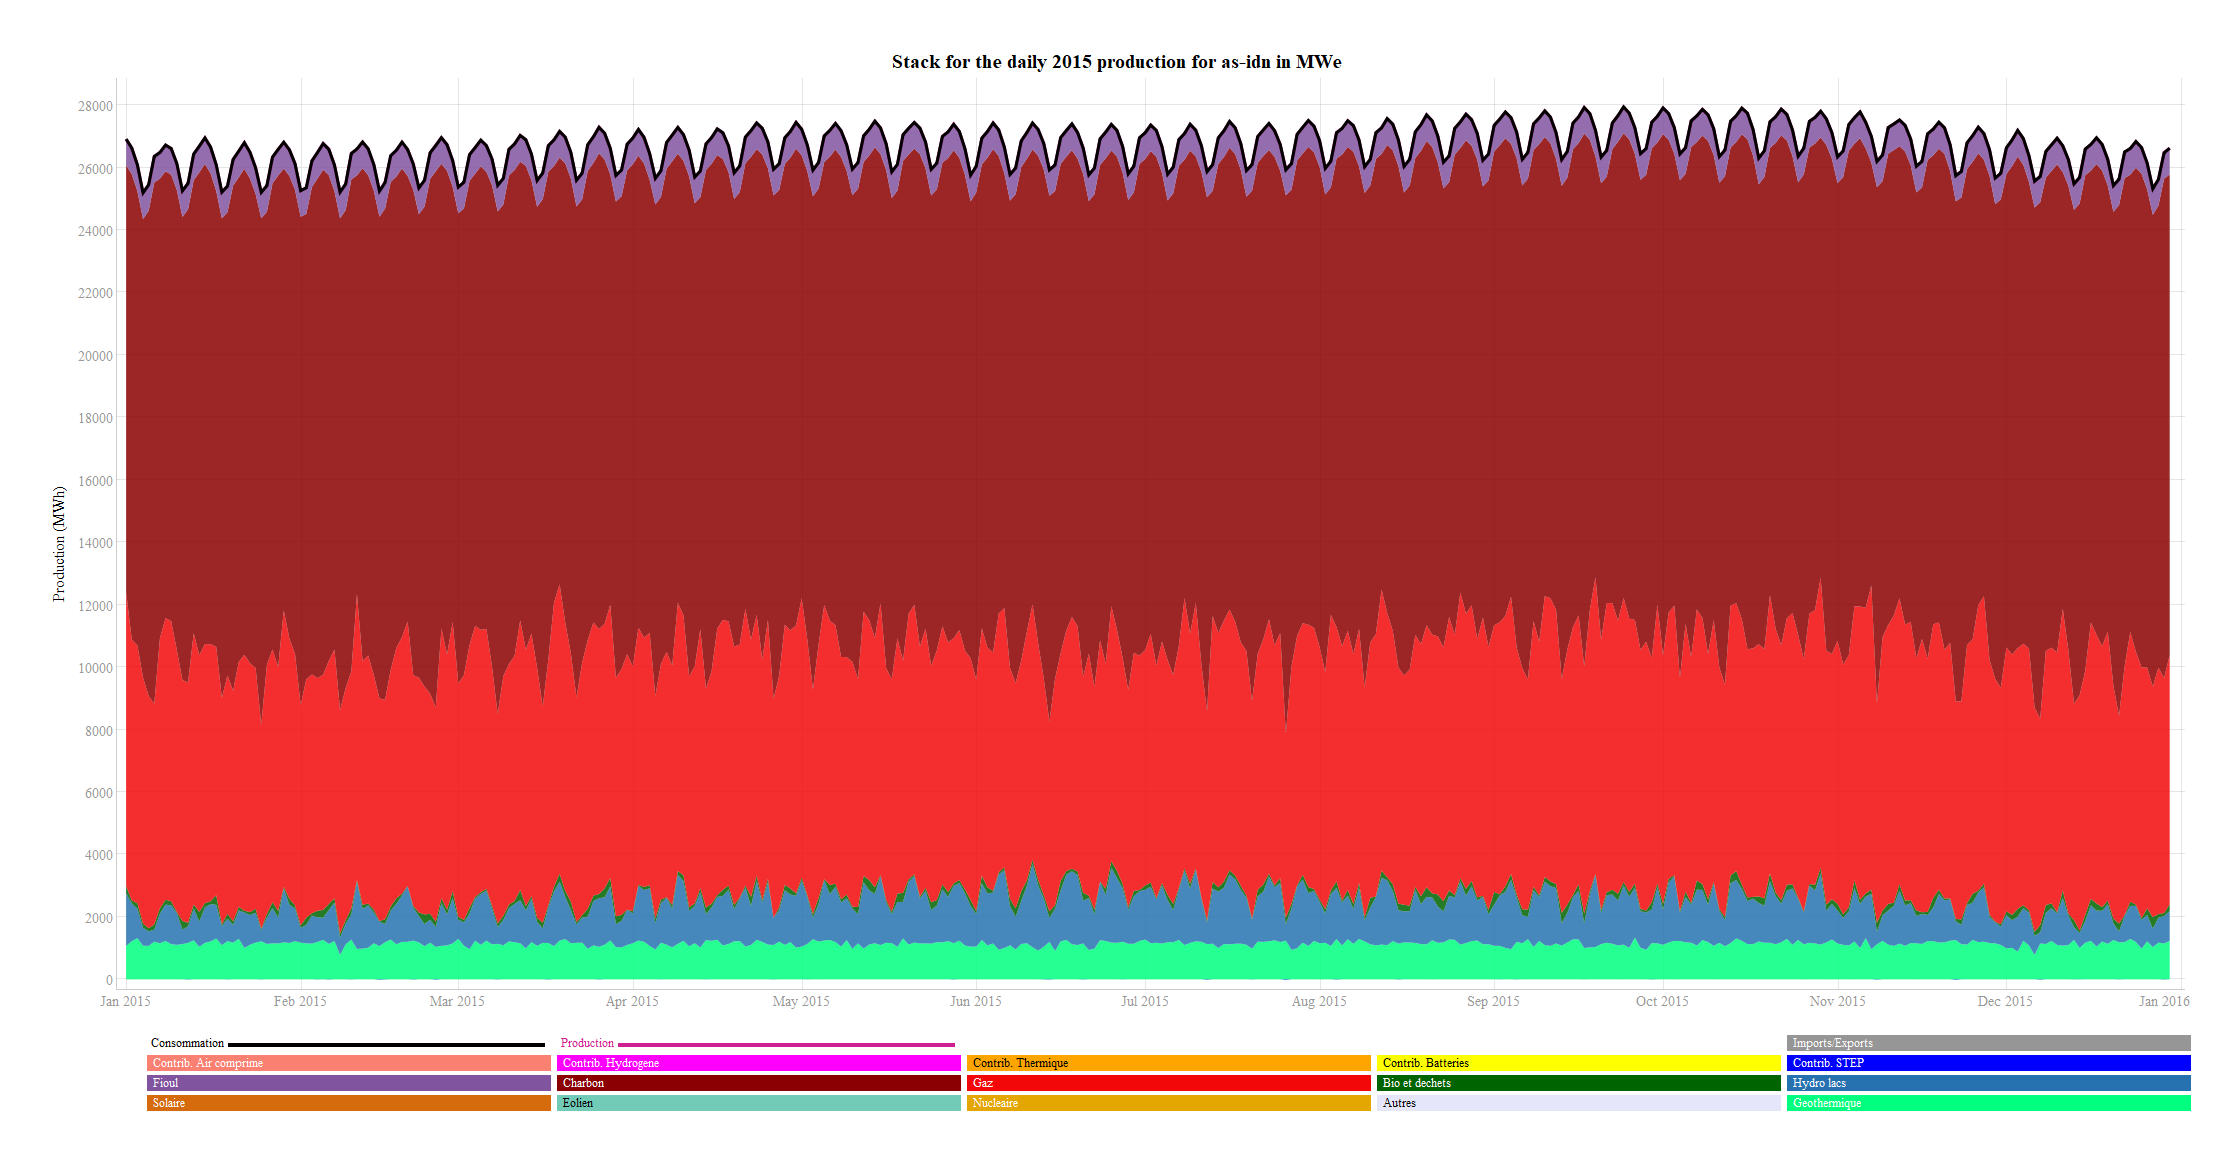 Stack for the daily 2015 production for as-idn in MWe
Production (MWh)
28000
26000
24000
22000
20000
18000
16000
14000
12000
10000
8000
6000
4000
2000
0
Jan 2015 Feb 2015 Mar 2015 Apr 2015 May 2015 Jun 2015 Jul 2015 Aug 2015 Sep 2015 Oct 2015 Nov 2015 Dec 2015 Jan 2016
Consommation Production Imports/Exports
Contrib. Air comprime Contrib. Hydrogene Contrib. Thermique Contrib. Batteries Contrib. STEP
Fioul Charbon Gaz Bio et dechets Hydro lacs
Solaire Eolien Nucleaire Autres Geothermique